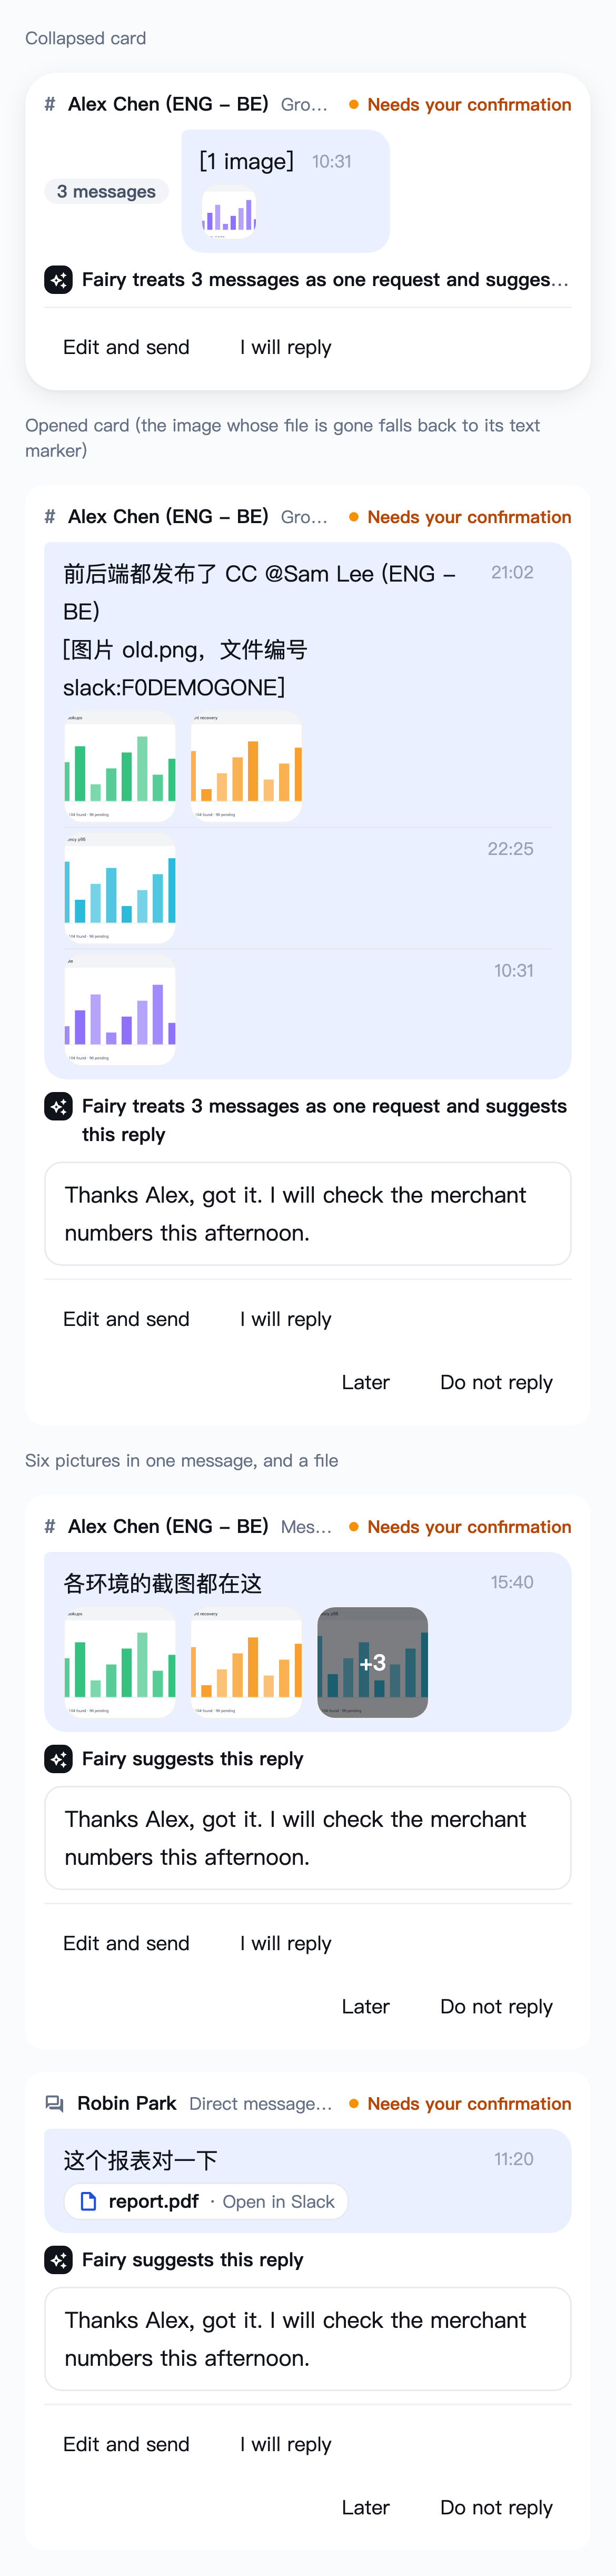 Collapsed card
# Alex Chen (ENG – BE) Gro... Needs your confirmation
3 messages
[1 image] 10:31
Fairy treats 3 messages as one request and sugges...
Edit and send I will reply
Opened card (the image whose file is gone falls back to its text
marker)
# Alex Chen (ENG – BE) Gro... Needs your confirmation
前后端都发布了 CC @Sam Lee (ENG – 21:02
BE)
[图片 old.png，文件编号
slack:F0DEMOGONE]
22:25
10:31
Fairy treats 3 messages as one request and suggests
this reply
Thanks Alex, got it. I will check the merchant
numbers this afternoon.
Edit and send I will reply
Later Do not reply
Six pictures in one message, and a file
# Alex Chen (ENG – BE) Mes... Needs your confirmation
各环境的截图都在这 15:40
+3
Fairy suggests this reply
Thanks Alex, got it. I will check the merchant
numbers this afternoon.
Edit and send I will reply
Later Do not reply
Robin Park Direct message... Needs your confirmation
这个报表对一下 11:20
report.pdf · Open in Slack
Fairy suggests this reply
Thanks Alex, got it. I will check the merchant
numbers this afternoon.
Edit and send I will reply
Later Do not reply